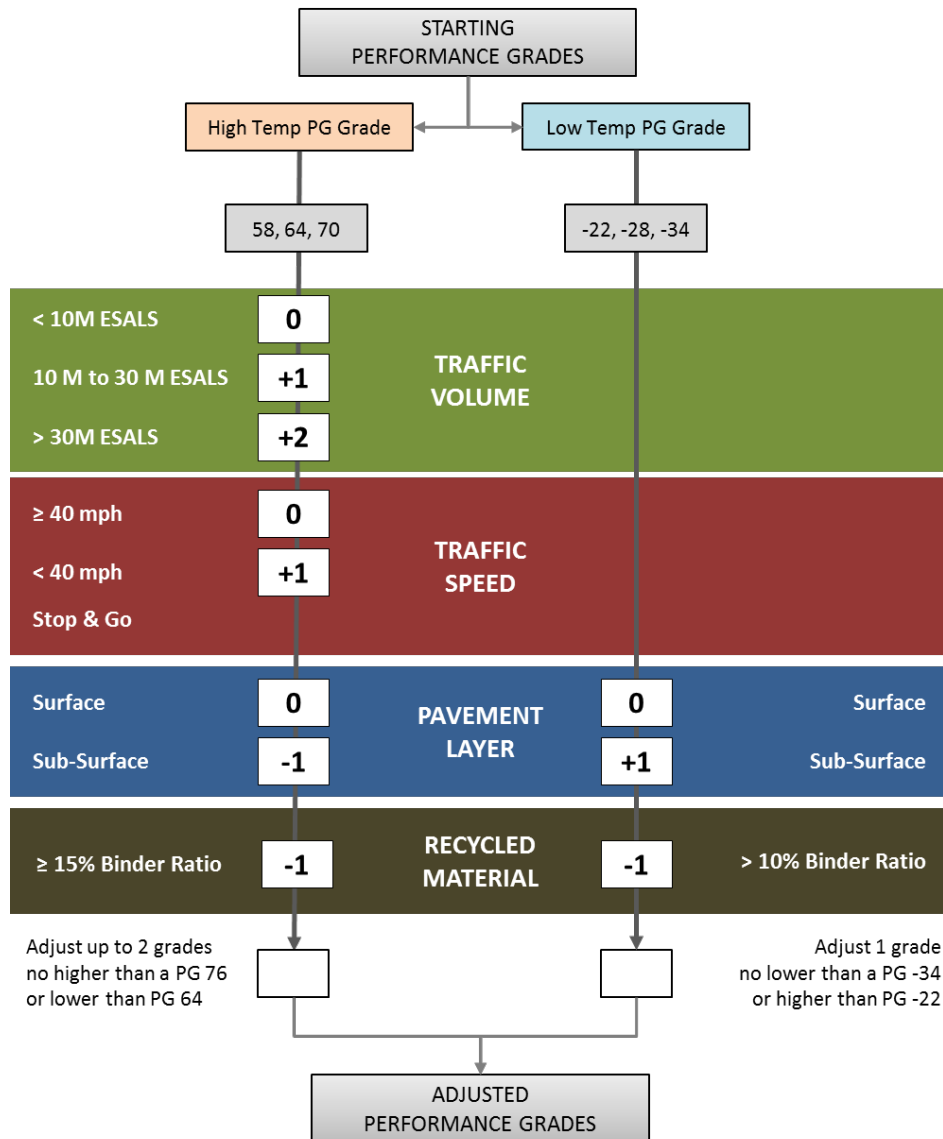 STARTING
PERFORMANCE GRADES
High Temp PG Grade
Low Temp PG Grade
58, 64, 70
-22, -28, -34
< 10M ESALS
0
10 M to 30 M ESALS
+1
> 30M ESALS
+2
TRAFFIC
VOLUME
≥ 40 mph
0
< 40 mph
+1
Stop & Go
TRAFFIC
SPEED
Surface
0
Sub-Surface
-1
PAVEMENT
LAYER
0
Surface
+1
Sub-Surface
≥ 15% Binder Ratio
-1
RECYCLED
MATERIAL
-1
> 10% Binder Ratio
Adjust up to 2 grades
no higher than a PG 76
or lower than PG 64
Adjust 1 grade
no lower than a PG -34
or higher than PG -22
ADJUSTED
PERFORMANCE GRADES